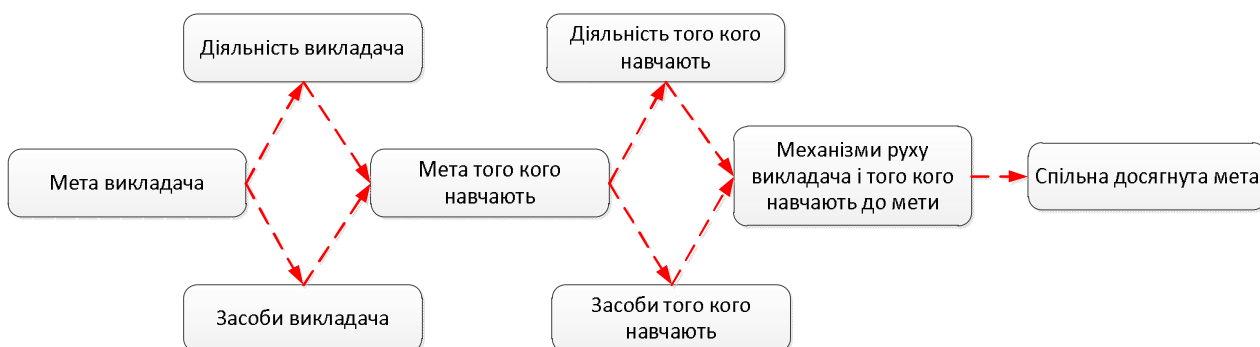 Діяльність викладача
Діяльність того кого
навчають
Мета викладача
Мета того кого
навчають
Механізми руху
викладача і того кого
навчають до мети
Спільна досягнута мета
Засоби викладача
Засоби того кого
навчають